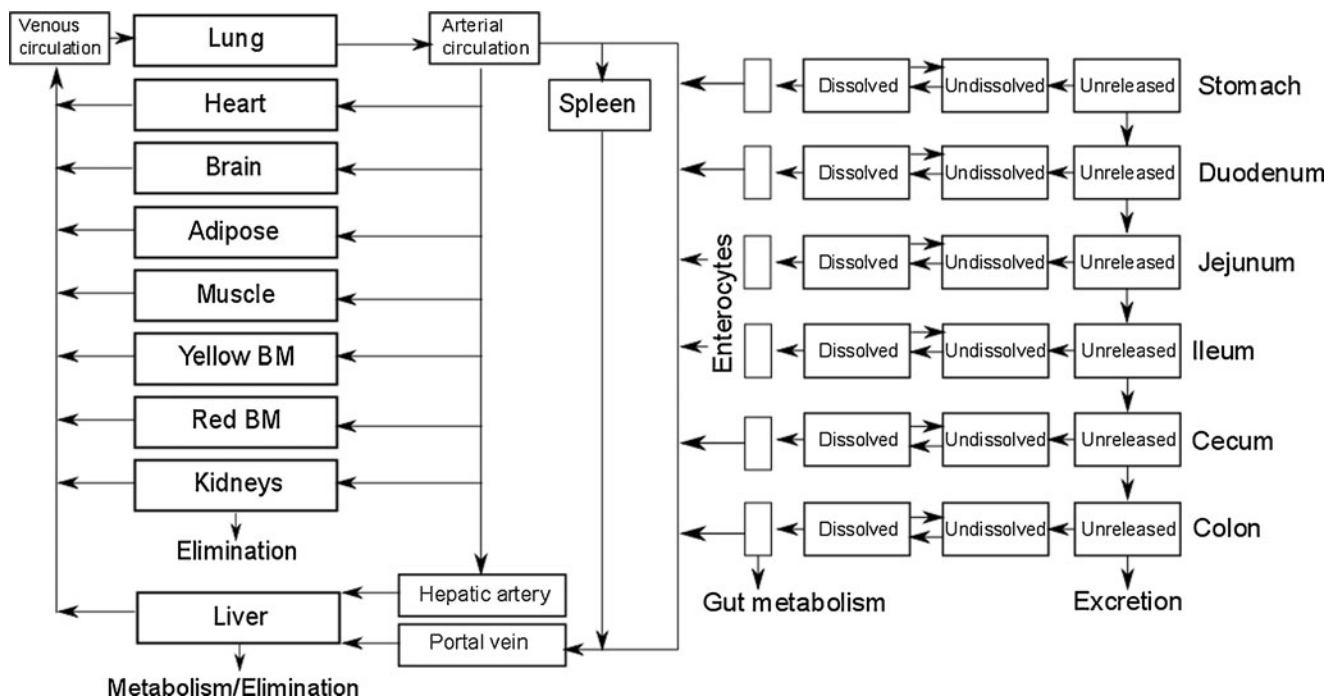 Venous
circulation
Lung
Arterial
circulation
Heart
Brain
Adipose
Muscle
Yellow BM
Red BM
Kidneys
Elimination
Liver
Metabolism/Elimination
Hepatic artery
Portal vein
Spleen
Enterocytes
Dissolved Undissolved Unreleased Stomach
Dissolved Undissolved Unreleased Duodenum
Dissolved Undissolved Unreleased Jejunum
Dissolved Undissolved Unreleased Ileum
Dissolved Undissolved Unreleased Cecum
Dissolved Undissolved Unreleased Colon
Gut metabolism
Excretion